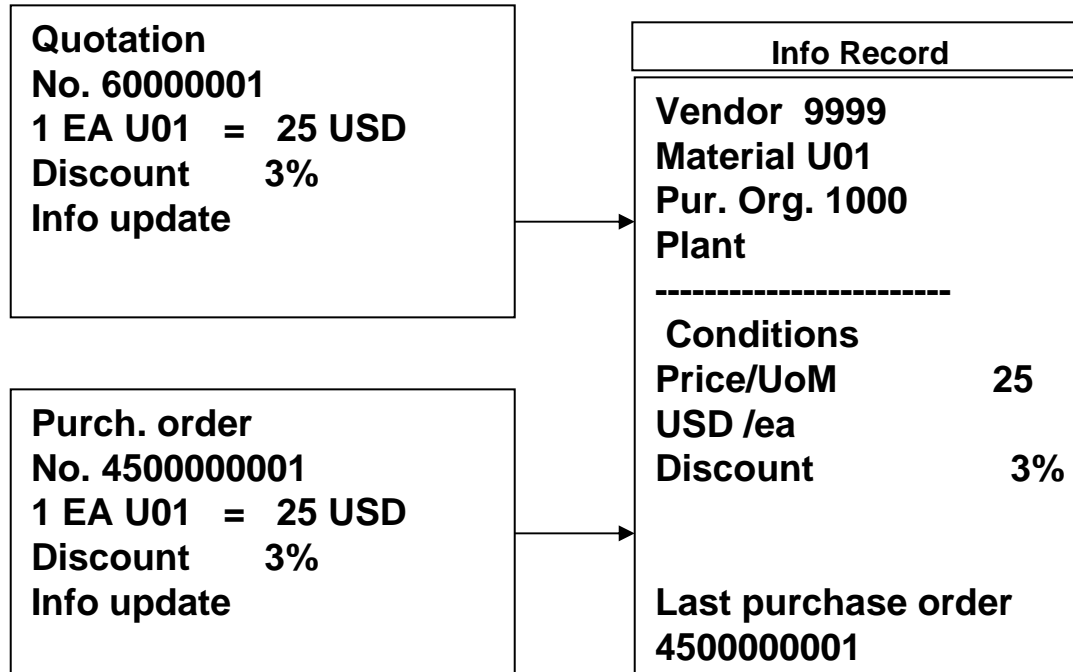 Quotation
No. 60000001
1 EA U01 = 25 USD
Discount 3%
Info update
Purch. order
No. 4500000001
1 EA U01 = 25 USD
Discount 3%
Info update
Info Record
Vendor 9999
Material U01
Pur. Org. 1000
Plant
------------------------
Conditions
Price/UoM 25
USD /ea
Discount 3%
Last purchase order
4500000001